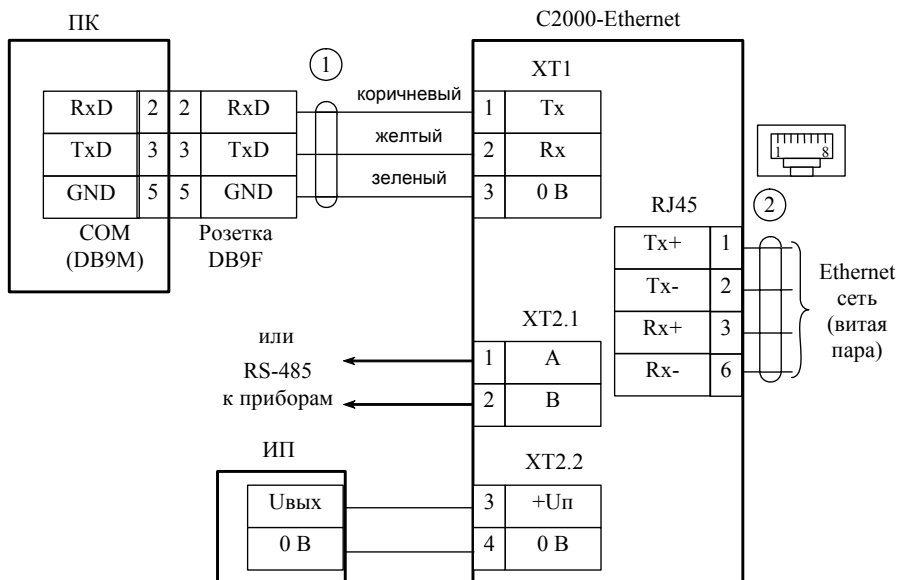 ПК
С2000-Ethernet
1
XT1
RxD 2 2 RxD коричневый 1 Tx
TxD 3 3 TxD желтый 2 Rx
GND 5 5 GND зеленый 3 0 В
COM
(DB9M)
Розетка
DB9F
1 8
RJ45 2
Tx+ 1
Tx- 2
Rx+ 3
Rx- 6
Ethernet
сеть
(витая
пара)
или
RS-485
к приборам
XT2.1
1 A
2 B
ИП
XT2.2
Uвых 3 +Uп
0 В 4 0 В